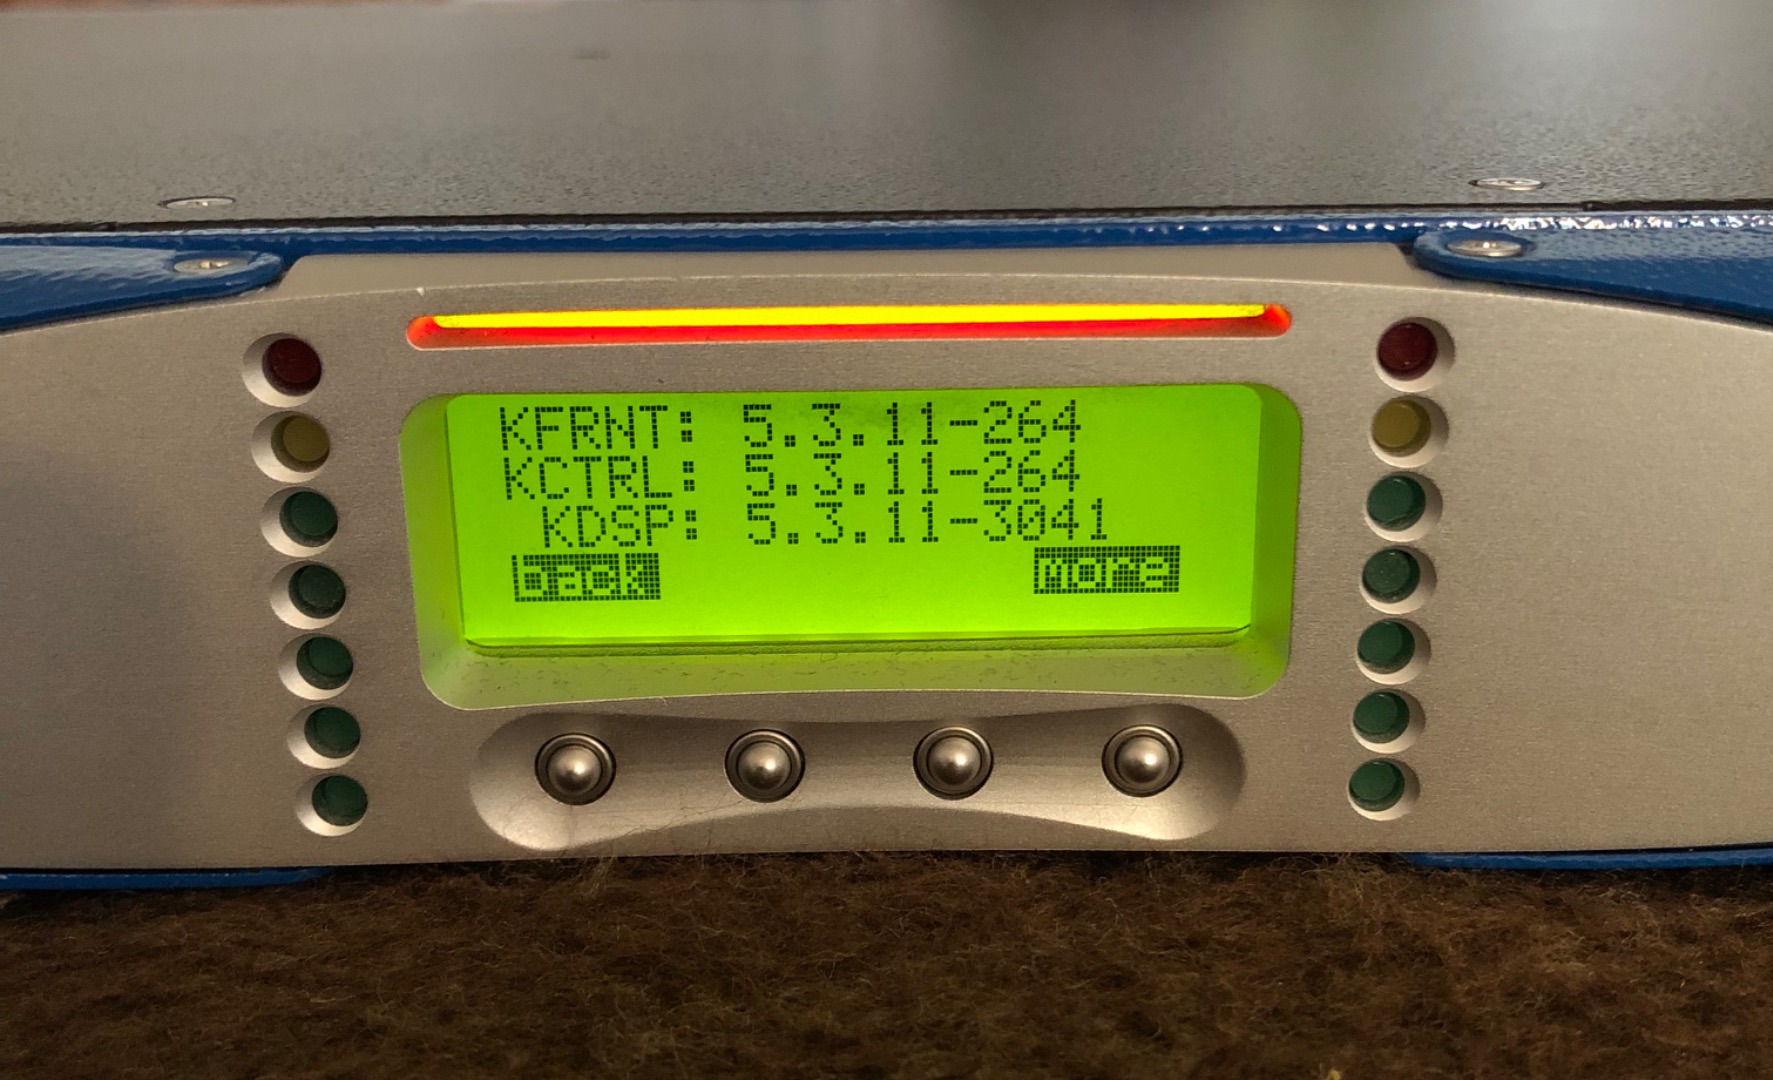 KFRNT: 5.3.11-264
KCTRL: 5.3.11-264
KDSP: 5.3.11-3041
back more